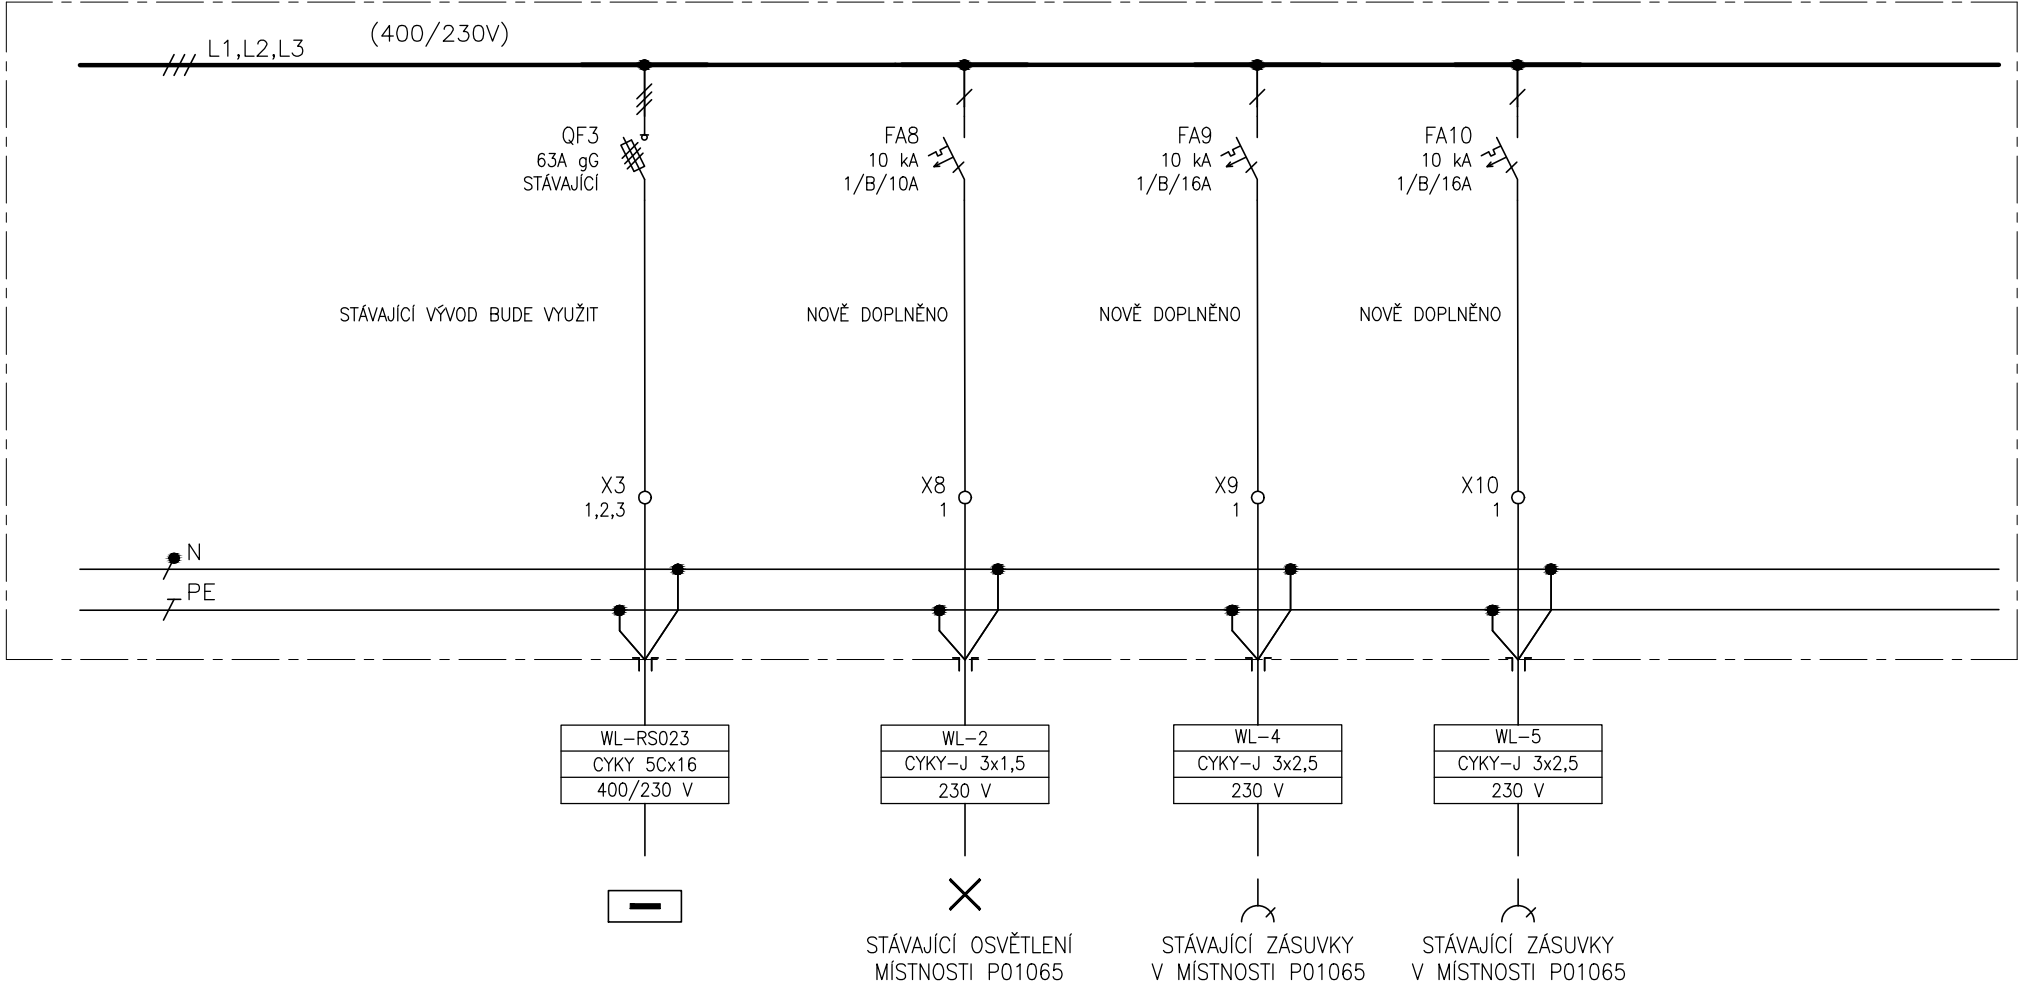 (400/230V)
L1,L2,L3
QF3
63A gG
STÁVAJÍCÍ
FA8
10 kA
1/B/10A
FA9
10 kA
1/B/16A
FA10
10 kA
1/B/16A
STÁVAJÍCÍ VÝVOD BUDE VYUŽIT
NOVĚ DOPLNĚNO
NOVĚ DOPLNĚNO
NOVĚ DOPLNĚNO
X3
1,2,3
X8
1
X9
1
X10
1
N
PE
WL-RS023
CYKY 5Cx16
400/230 V
WL-2
CYKY-J 3x1,5
230 V
WL-4
CYKY-J 3x2,5
230 V
WL-5
CYKY-J 3x2,5
230 V
STÁVAJÍCÍ OSVĚTLENÍ
MÍSTNOSTI P01065
STÁVAJÍCÍ ZÁSUVKY
V MÍSTNOSTI P01065
STÁVAJÍCÍ ZÁSUVKY
V MÍSTNOSTI P01065